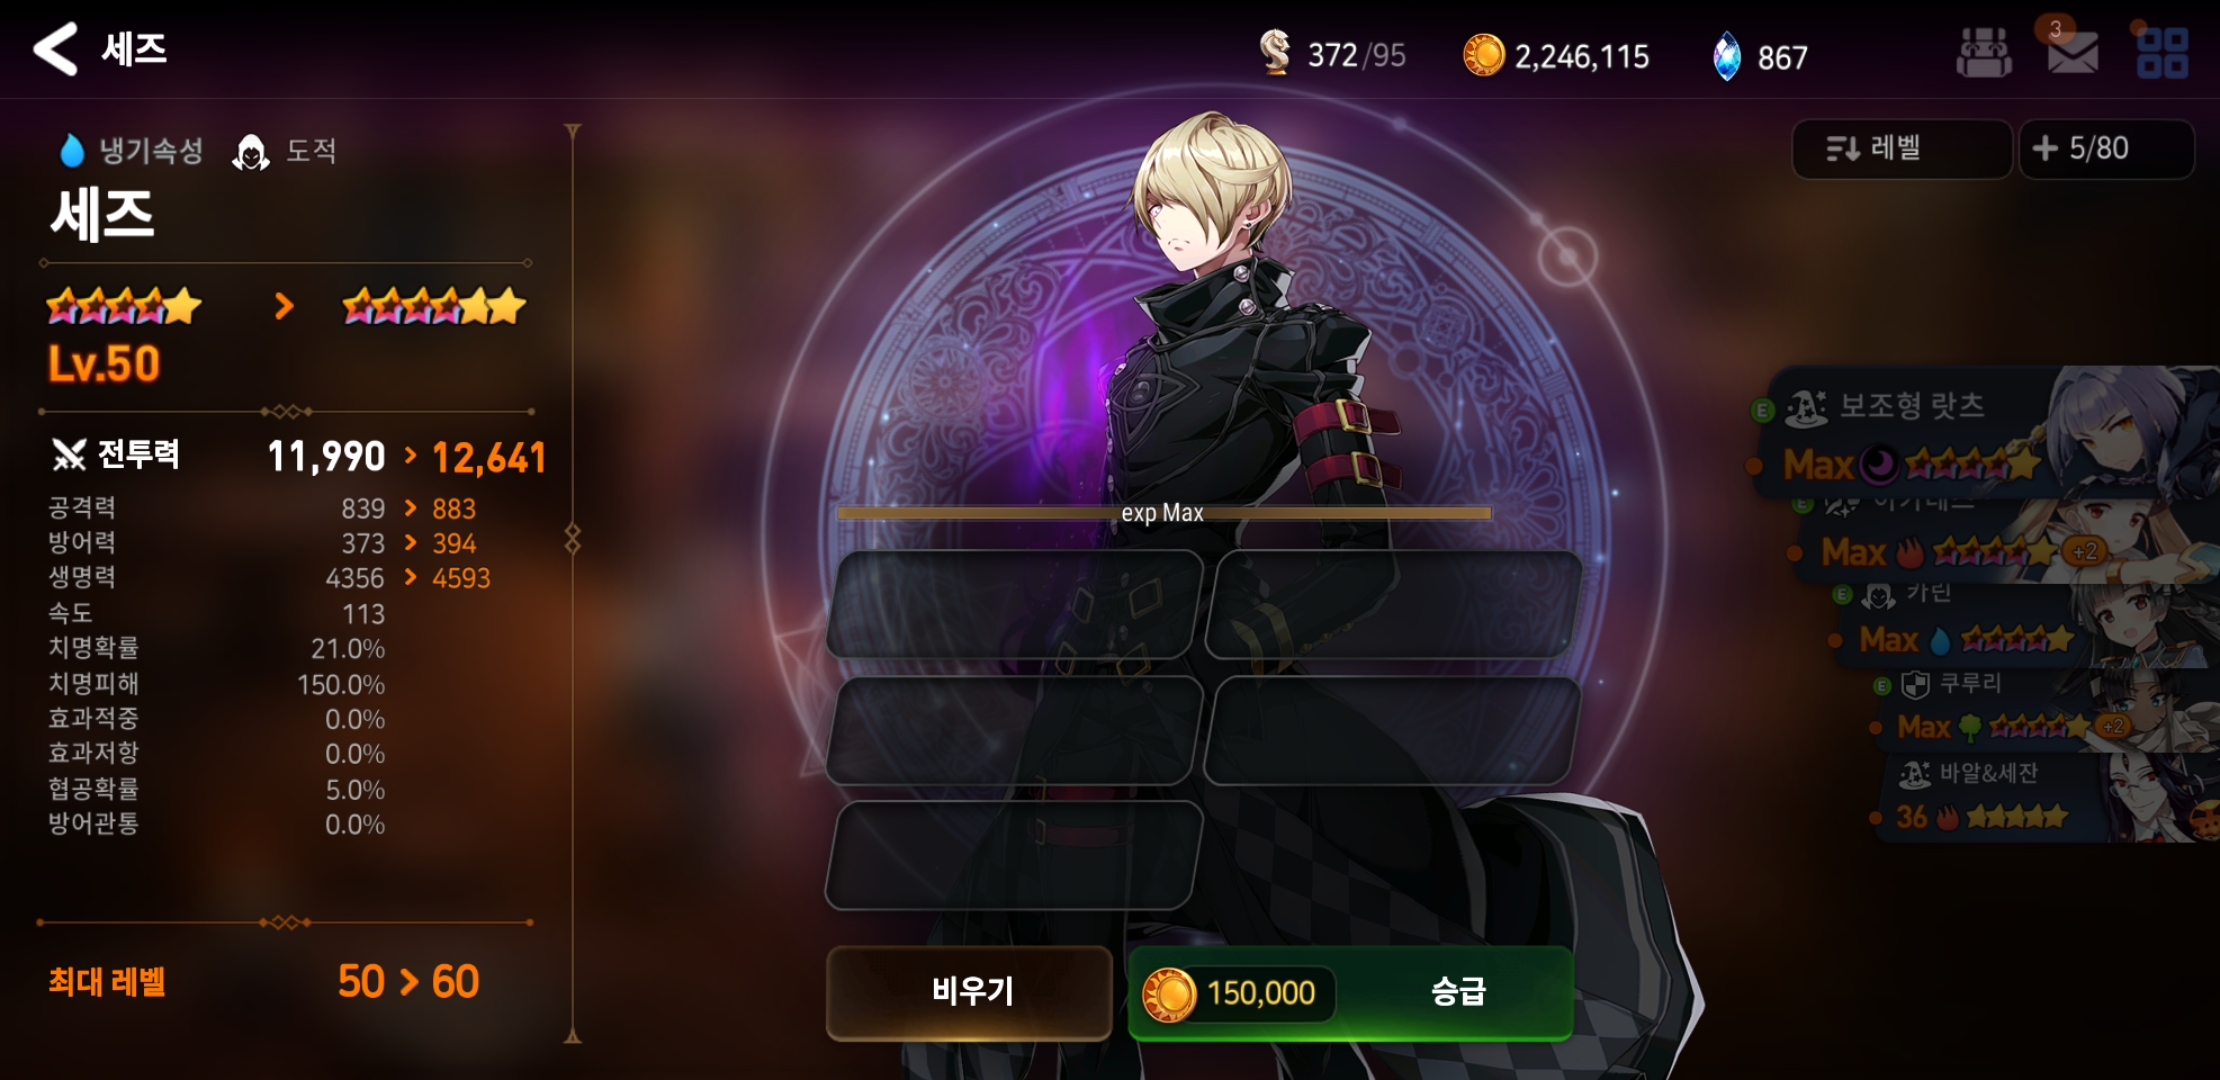 세즈
372/95
2,246,115
867
3
냉기속성 도적
세즈
Lv.50
전투력 11,990 > 12,641
공격력 839 > 883
방어력 373 > 394
생명력 4356 > 4593
속도 113
치명확률 21.0%
치명피해 150.0%
효과적중 0.0%
효과저항 0.0%
협공확률 5.0%
방어관통 0.0%
최대 레벨 50 > 60
exp Max
비우기
150,000 승급
레벨
+ 5/80
E 보조형 랏츠
Max
E
Max +2
E 카린
Max
E 쿠루리
Max +2
바알&세잔
36